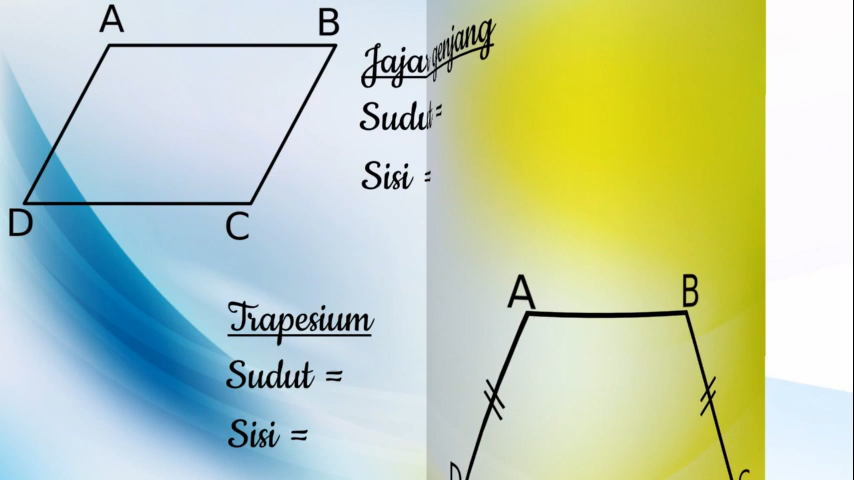 A B
Jajargenjang
Sudut =
Sisi =
D C
A B
Trapesium
Sudut =
Sisi =
D C